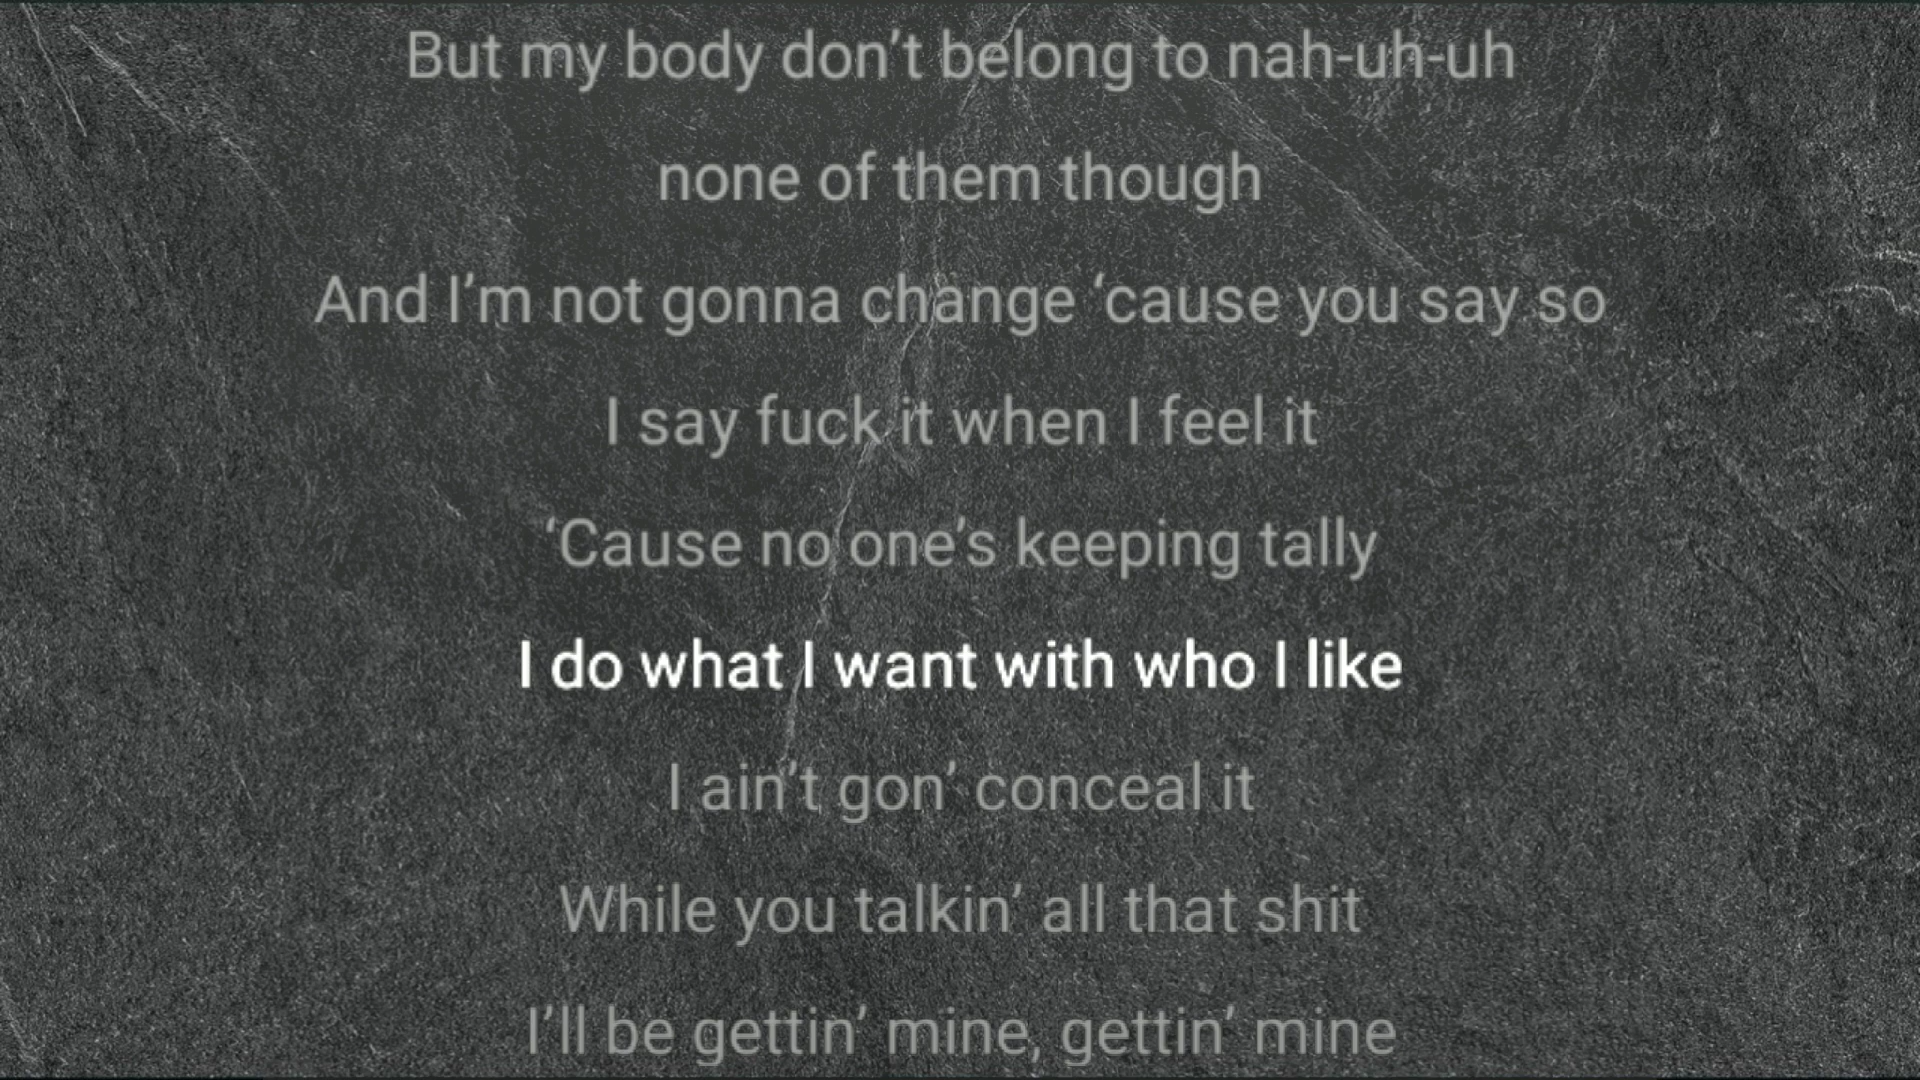 But my body don’t belong to nah-uh-uh
none of them though
And I’m not gonna change ‘cause you say so
I say fuck it when I feel it
‘Cause no one’s keeping tally
I do what I want with who I like
I ain’t gon’ conceal it
While you talkin’ all that shit
I’ll be gettin’ mine, gettin’ mine